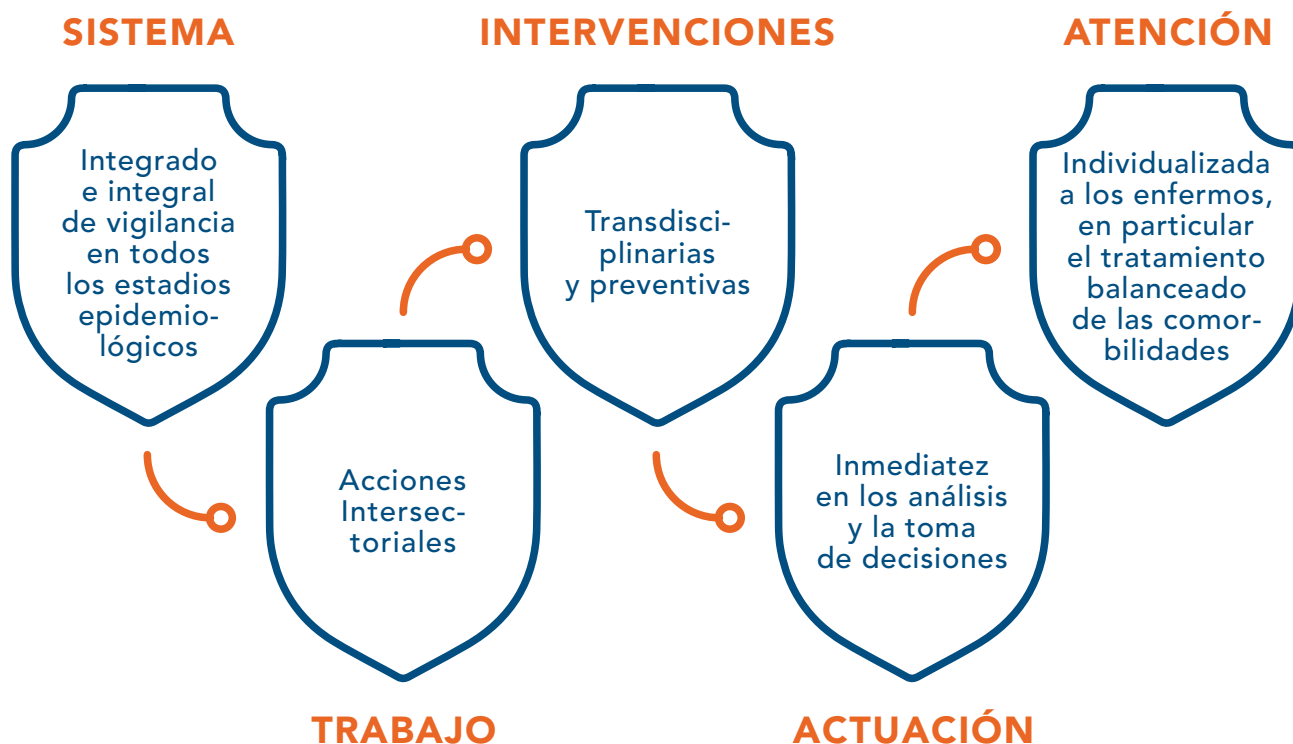 SISTEMA
Integrado
e integral
de vigilancia
en todos
los estadios
epidemio-
lógicos
Acciones
Intersec-
toriales
TRABAJO
INTERVENCIONES
Transdisci-
plinarias
y preventivas
Inmediatez
en los análisis
y la toma
de decisiones
ACTUACIÓN
ATENCIÓN
Individualizada
a los enfermos,
en particular
el tratamiento
balanceado
de las comor-
bilidades